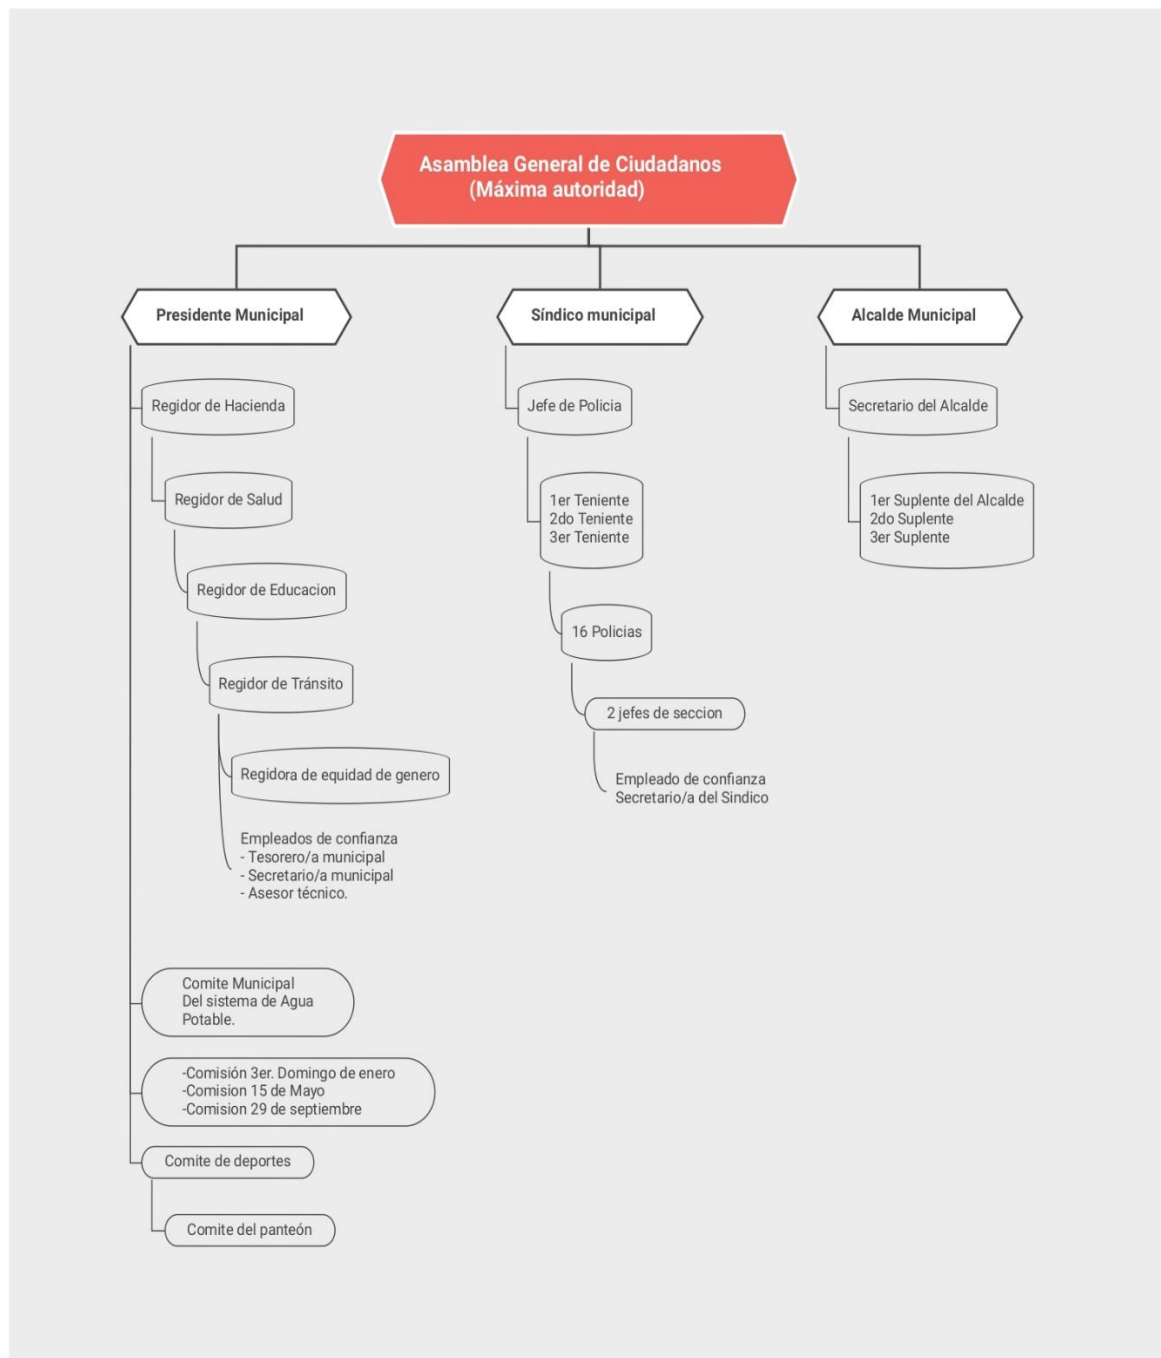 Asamblea General de Ciudadanos
(Máxima autoridad)
Presidente Municipal
Síndico municipal
Alcalde Municipal
Regidor de Hacienda
Jefe de Policia
Secretario del Alcalde
Regidor de Salud
1er Teniente
2do Teniente
3er Teniente
1er Suplente del Alcalde
2do Suplente
3er Suplente
Regidor de Educacion
16 Policias
Regidor de Tránsito
2 jefes de seccion
Regidora de equidad de genero
Empleado de confianza
Secretario/a del Sindico
Empleados de confianza
- Tesorero/a municipal
- Secretario/a municipal
- Asesor técnico.
Comite Municipal
Del sistema de Agua
Potable.
-Comisión 3er. Domingo de enero
-Comision 15 de Mayo
-Comision 29 de septiembre
Comite de deportes
Comite del panteón